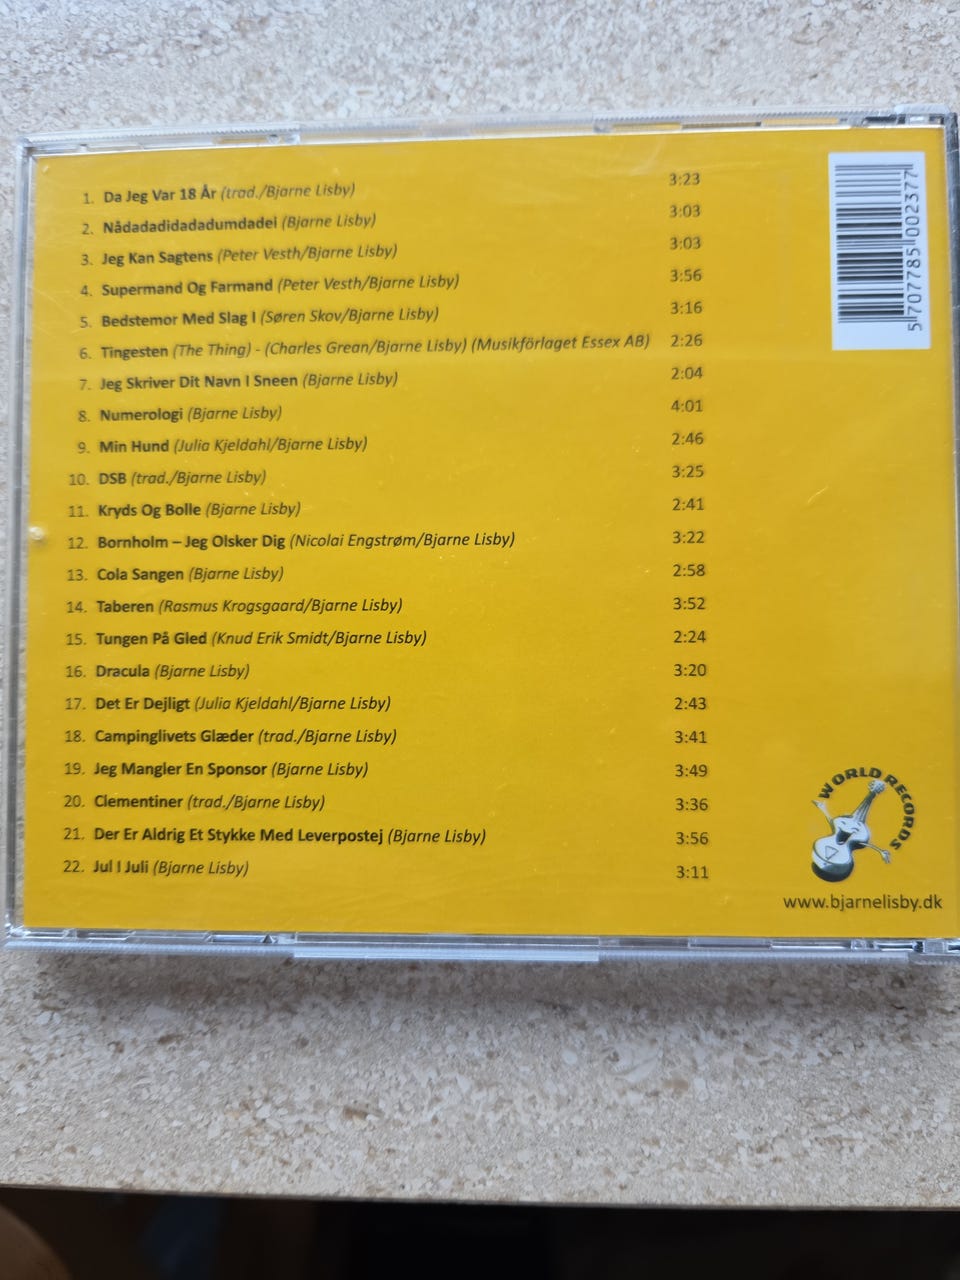 1. Da Jeg Var 18 År (trad./Bjarne Lisby) 3:23
2. Nådadadidadadumdadei (Bjarne Lisby) 3:03
3. Jeg Kan Sagtens (Peter Vesth/Bjarne Lisby) 3:03
4. Supermand Og Farmand (Peter Vesth/Bjarne Lisby) 3:56
5. Bedstemor Med Slag I (Søren Skov/Bjarne Lisby) 3:16
6. Tingesten (The Thing) - (Charles Grean/Bjarne Lisby) (Musikförlaget Essex AB) 2:26
7. Jeg Skriver Dit Navn I Sneen (Bjarne Lisby) 2:04
8. Numerologi (Bjarne Lisby) 4:01
9. Min Hund (Julia Kjeldahl/Bjarne Lisby) 2:46
10. DSB (trad./Bjarne Lisby) 3:25
11. Kryds Og Bolle (Bjarne Lisby) 2:41
12. Bornholm – Jeg Olsker Dig (Nicolai Engstrøm/Bjarne Lisby) 3:22
13. Cola Sangen (Bjarne Lisby) 2:58
14. Taberen (Rasmus Krogsgaard/Bjarne Lisby) 3:52
15. Tungen På Gled (Knud Erik Smidt/Bjarne Lisby) 2:24
16. Dracula (Bjarne Lisby) 3:20
17. Det Er Dejligt (Julia Kjeldahl/Bjarne Lisby) 2:43
18. Campinglivets Glæder (trad./Bjarne Lisby) 3:41
19. Jeg Mangler En Sponsor (Bjarne Lisby) 3:49
20. Clementiner (trad./Bjarne Lisby) 3:36
21. Der Er Aldrig Et Stykke Med Leverpostej (Bjarne Lisby) 3:56
22. Jul I Juli (Bjarne Lisby) 3:11
5 707785 002377
WORLD RECORDS
www.bjarnelisby.dk